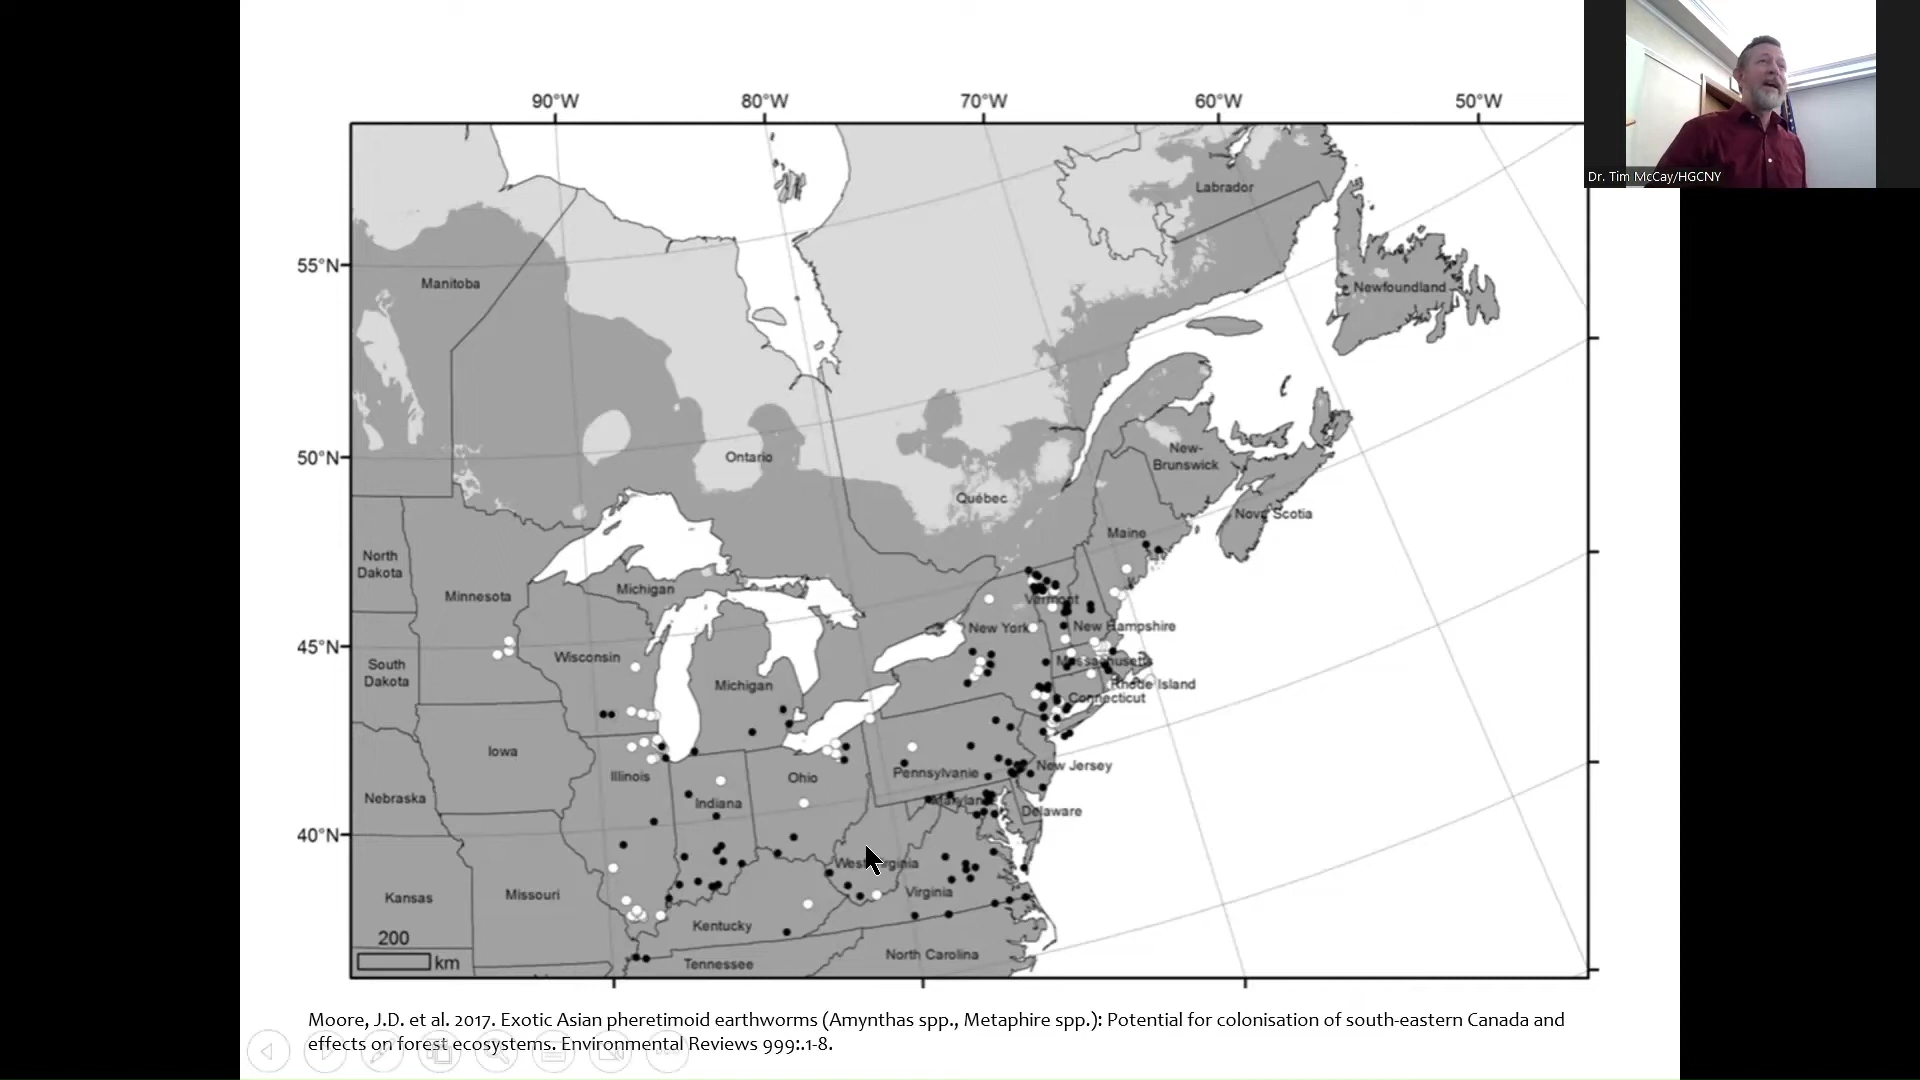 90°W 80°W 70°W 60°W 50°W
Dr. Tim McCay/HGCNY
Labrador
55°N
Manitoba
Newfoundland
50°N
Ontario
New-
Brunswick
Québec
Nova Scotia
Maine
North
Dakota
Minnesota
Michigan
Vermont
New York
New Hampshire
45°N
Wisconsin
Massachusetts
South
Dakota
Michigan
Rhode Island
Connecticut
Iowa
New Jersey
Illinois
Ohio
Pennsylvanie
Nebraska
Indiana
Maryland
Delaware
40°N
West Virginia
Kansas
Missouri
Virginia
Kentucky
200
km
North Carolina
Tennessee
Moore, J.D. et al. 2017. Exotic Asian pheretimoid earthworms (Amynthas spp., Metaphire spp.): Potential for colonisation of south-eastern Canada and
effects on forest ecosystems. Environmental Reviews 999:.1-8.